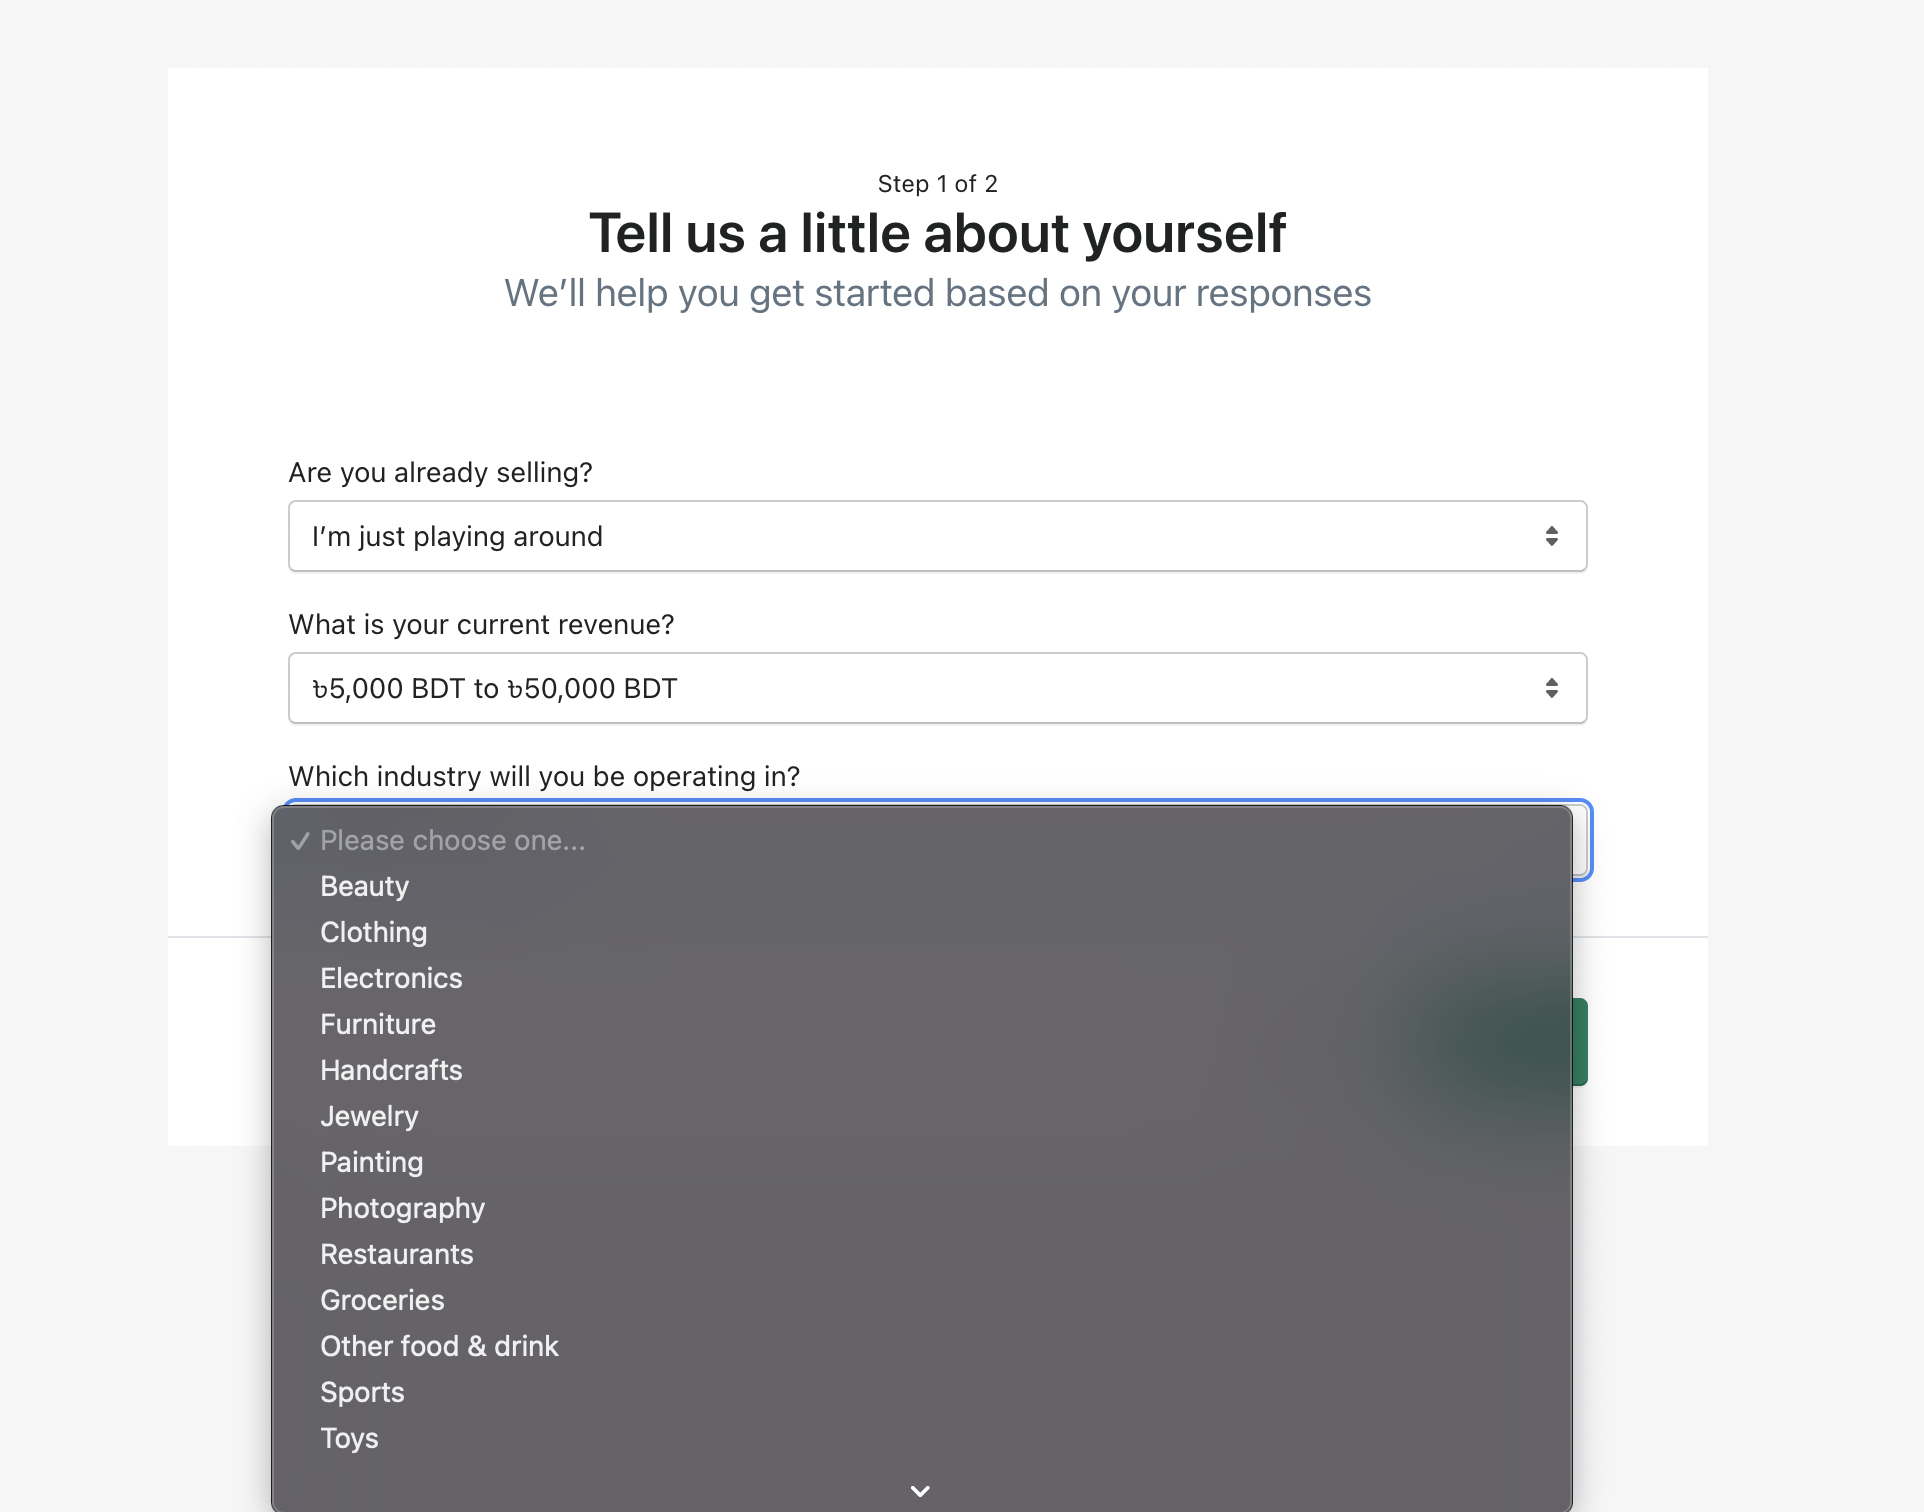 Step 1 of 2
Tell us a little about yourself
We’ll help you get started based on your responses
Are you already selling?
I’m just playing around
What is your current revenue?
৳5,000 BDT to ৳50,000 BDT
Which industry will you be operating in?
✓ Please choose one...
Beauty
Clothing
Electronics
Furniture
Handcrafts
Jewelry
Painting
Photography
Restaurants
Groceries
Other food & drink
Sports
Toys